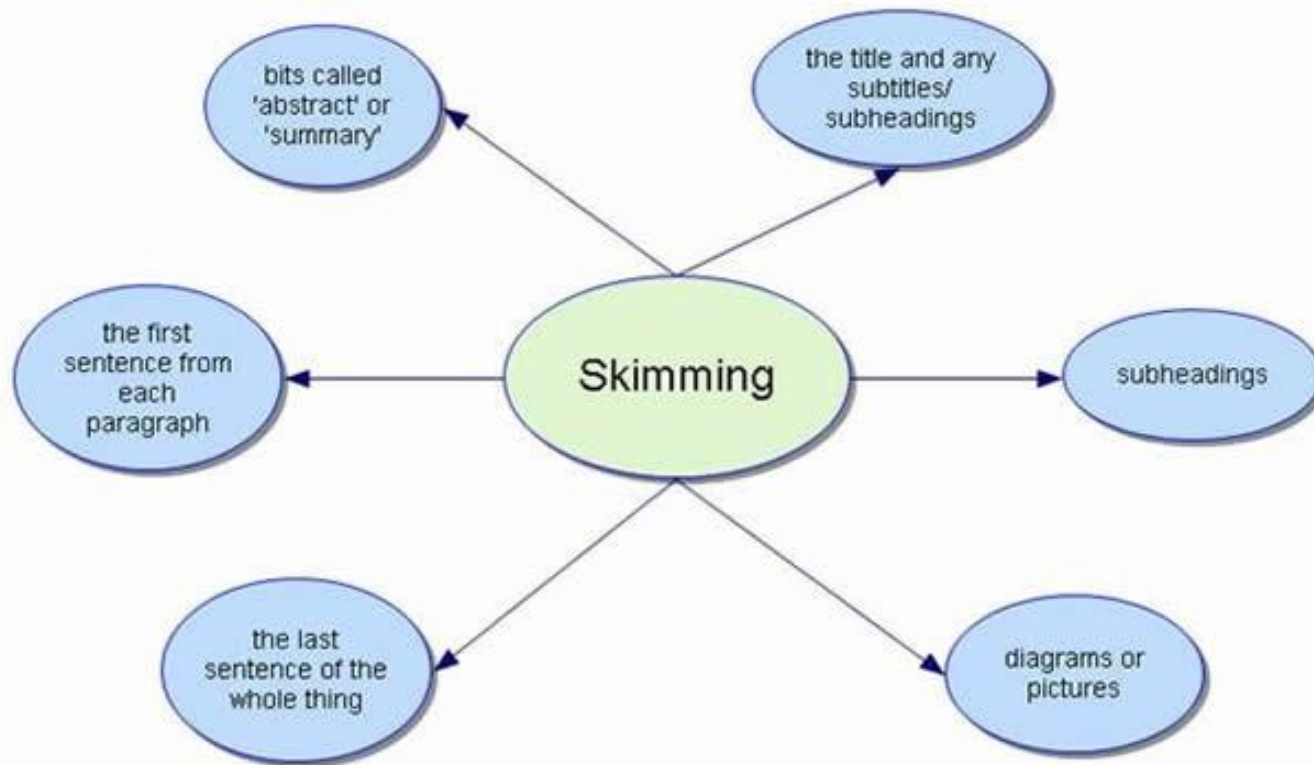 bits called
'abstract' or
'summary'
the title and any
subtitles/
subheadings
the first
sentence from
each
paragraph
Skimming
subheadings
the last
sentence of the
whole thing
diagrams or
pictures